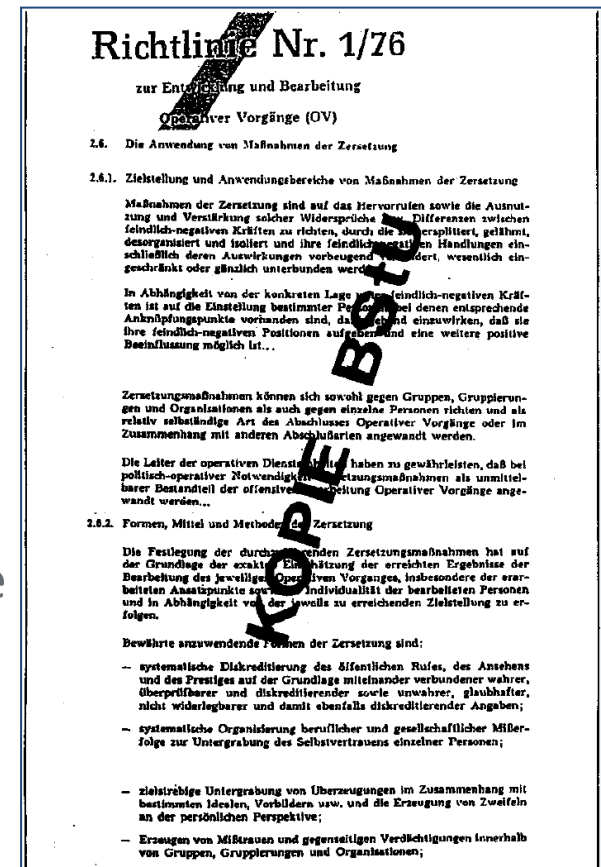 Richtlinie Nr. 1/76
zur Entwicklung und Bearbeitung
Operativer Vorgänge (OV)
2.6. Die Anwendung von Maßnahmen der Zersetzung
2.6.1. Zielstellung und Anwendungsbereiche von Maßnahmen der Zersetzung
Maßnahmen der Zersetzung sind auf das Hervorrufen sowie die Ausnut-
zung und Verstärkung solcher Widersprüche bzw. Differenzen zwischen
feindlich-negativen Kräften zu richten, durch die sie zersplittert, gelähmt,
desorganisiert und isoliert und ihre feindlich-negativen Handlungen ein-
schließlich deren Auswirkungen vorbeugend verhindert, wesentlich ein-
geschränkt oder gänzlich unterbunden werden.
In Abhängigkeit von der konkreten Lage unter feindlich-negativen Kräf-
ten ist auf die Einstellung bestimmter Personen, bei denen entsprechende
Anknüpfungspunkte vorhanden sind, dahingehend einzuwirken, daß sie
ihre feindlich-negativen Positionen aufgeben und eine weitere positive
Beeinflussung möglich ist...
Zersetzungsmaßnahmen können sich sowohl gegen Gruppen, Gruppierun-
gen und Organisationen als auch gegen einzelne Personen richten und als
relativ selbständige Art des Abschlusses Operativer Vorgänge oder im
Zusammenhang mit anderen Abschlußarten angewandt werden.
Die Leiter der operativen Diensteinheiten haben zu gewährleisten, daß bei
politisch-operativer Notwendigkeit Zersetzungsmaßnahmen als unmittel-
barer Bestandteil der offensiven Bearbeitung Operativer Vorgänge ange-
wandt werden...
2.6.2. Formen, Mittel und Methoden der Zersetzung
Die Festlegung der durchzuführenden Zersetzungsmaßnahmen hat auf
der Grundlage der exakten Einschätzung der erreichten Ergebnisse der
Bearbeitung des jeweiligen Operativen Vorganges, insbesondere der erar-
beiteten Ansatzpunkte sowie der Individualität der bearbeiteten Personen
und in Abhängigkeit von der jeweils zu erreichenden Zielstellung zu er-
folgen.
Bewährte anzuwendende Formen der Zersetzung sind:
— systematische Diskreditierung des öffentlichen Rufes, des Ansehens
und des Prestiges auf der Grundlage miteinander verbundener wahrer,
überprüfbarer und diskreditierender sowie unwahrer, glaubhafter,
nicht widerlegbarer und damit ebenfalls diskreditierender Angaben;
— systematische Organisierung beruflicher und gesellschaftlicher Mißer-
folge zur Untergrabung des Selbstvertrauens einzelner Personen;
— zielstrebige Untergrabung von Überzeugungen im Zusammenhang mit
bestimmten Idealen, Vorbildern usw. und die Erzeugung von Zweifeln
an der persönlichen Perspektive;
— Erzeugen von Mißtrauen und gegenseitigen Verdächtigungen innerhalb
von Gruppen, Gruppierungen und Organisationen;
KOPIE BStU
e